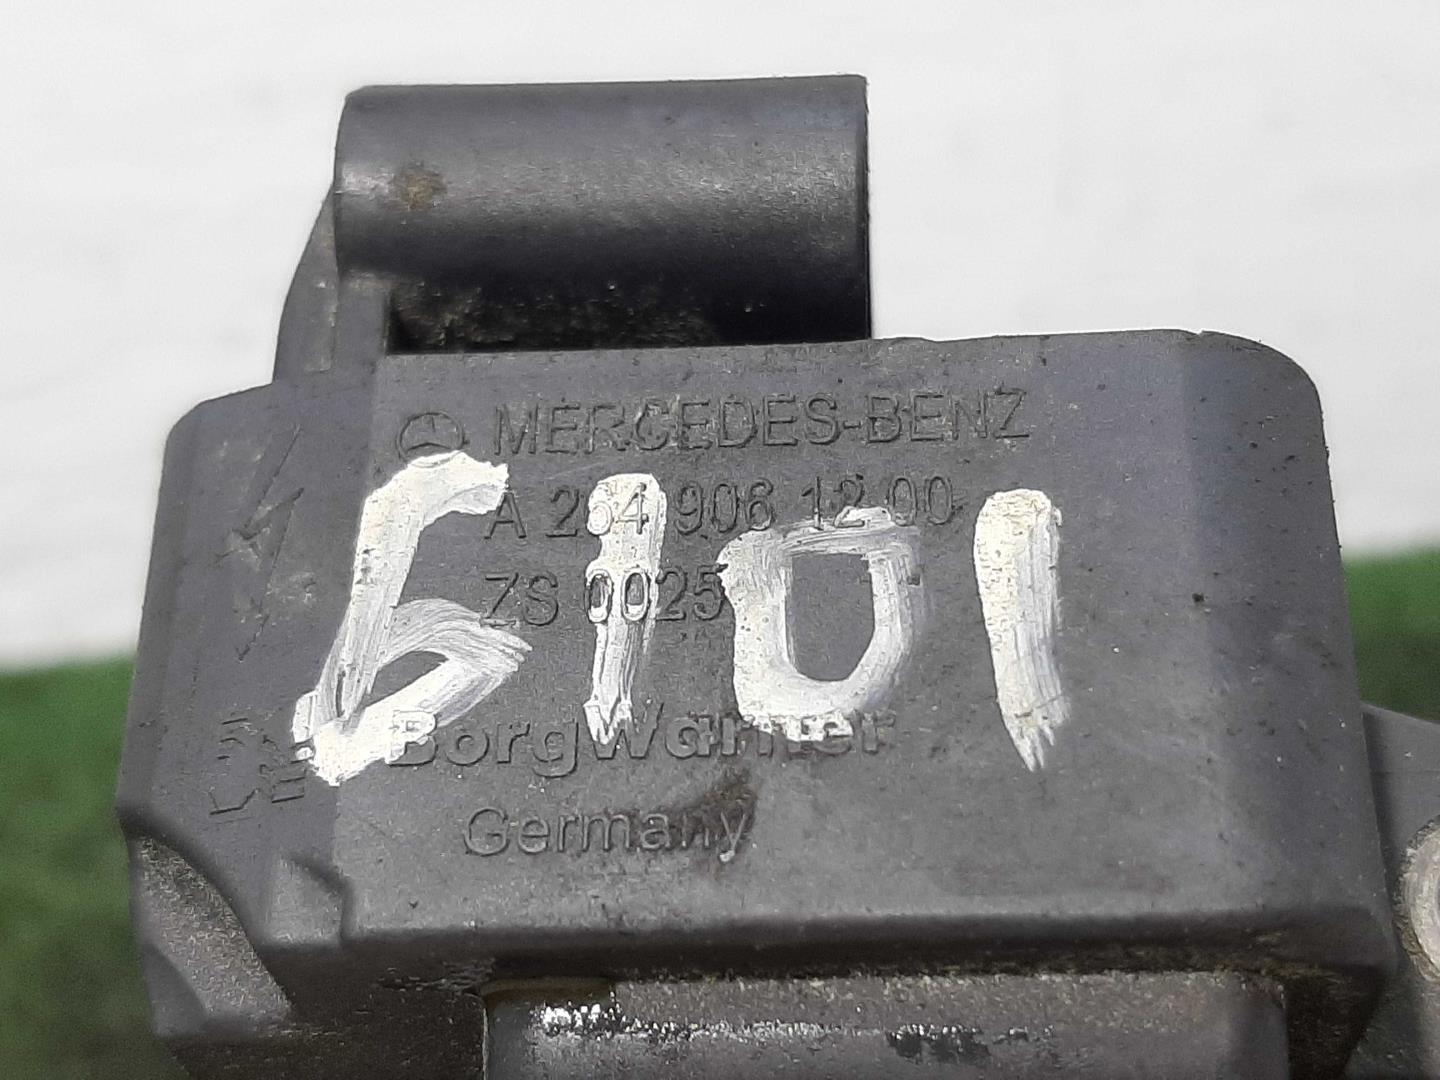 MERCEDES-BENZ
A 264 906 12 00
ZS 0025
6101
BorgWarner
Germany